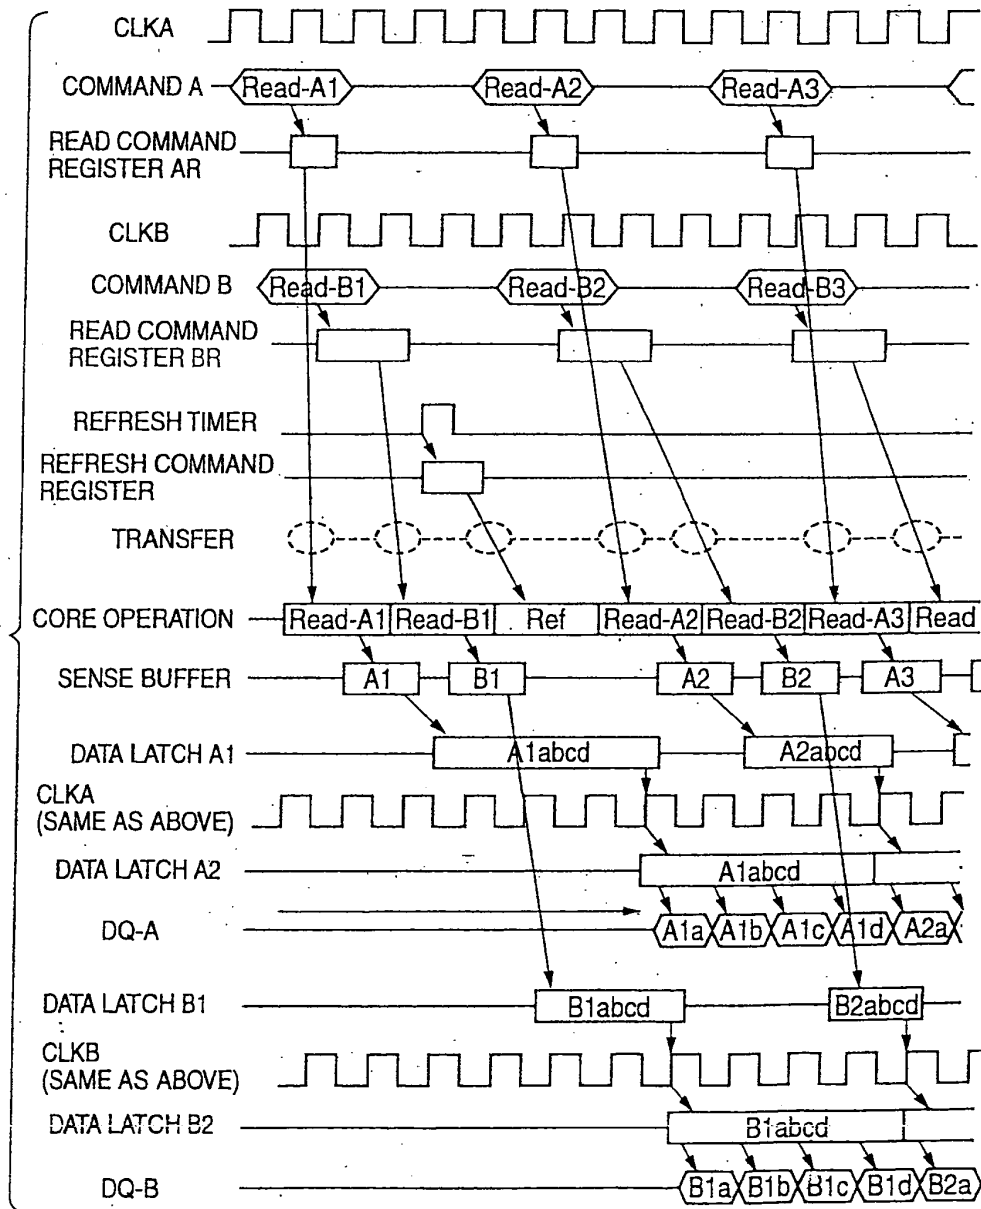 CLKA
COMMAND A Read-A1 Read-A2 Read-A3
READ COMMAND
REGISTER AR
CLKB
COMMAND B Read-B1 Read-B2 Read-B3
READ COMMAND
REGISTER BR
REFRESH TIMER
REFRESH COMMAND
REGISTER
TRANSFER
CORE OPERATION Read-A1 Read-B1 Ref Read-A2 Read-B2 Read-A3 Read
SENSE BUFFER A1 B1 A2 B2 A3
DATA LATCH A1 A1abcd A2abcd
CLKA
(SAME AS ABOVE)
DATA LATCH A2 A1abcd
DQ-A A1a A1b A1c A1d A2a
DATA LATCH B1 B1abcd B2abcd
CLKB
(SAME AS ABOVE)
DATA LATCH B2 B1abcd
DQ-B B1a B1b B1c B1d B2a